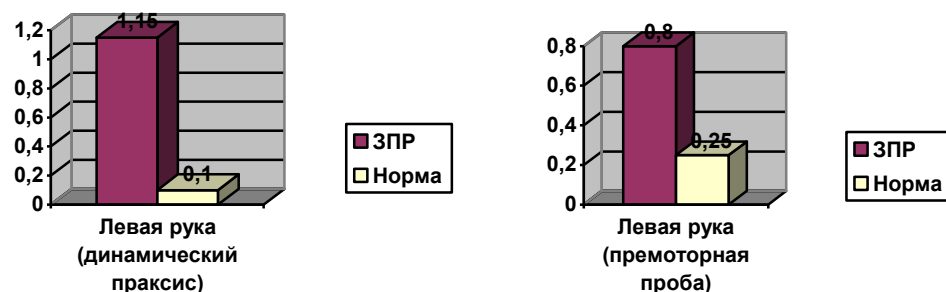 1,2
1
0,8
0,6
0,4
0,2
0
1,15
0,1
Левая рука
(динамический
праксис)
ЗПР
Норма
0,8
0,6
0,4
0,2
0
0,8
0,25
Левая рука
(премоторная
проба)
ЗПР
Норма